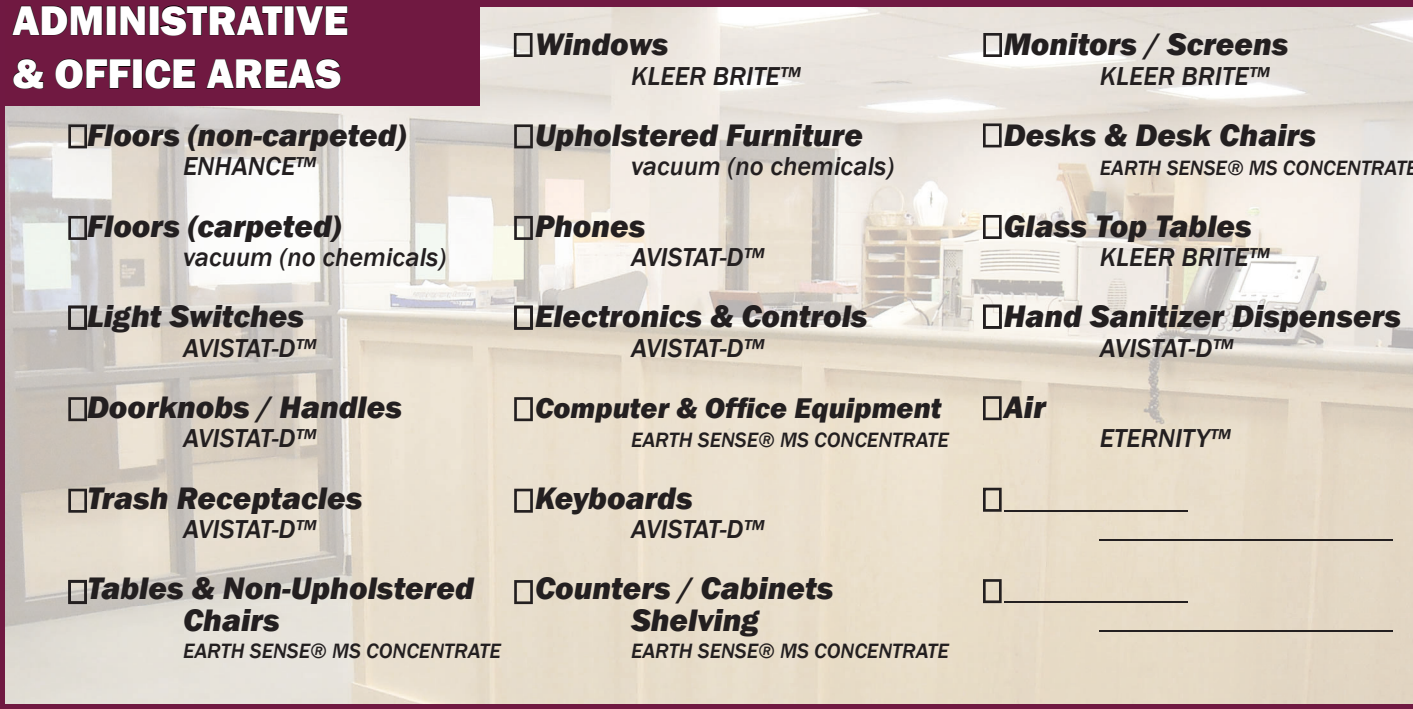 ADMINISTRATIVE
& OFFICE AREAS
Floors (non-carpeted)
ENHANCE™
Floors (carpeted)
vacuum (no chemicals)
Light Switches
AVISTAT-D™
Doorknobs / Handles
AVISTAT-D™
Trash Receptacles
AVISTAT-D™
Tables & Non-Upholstered
Chairs
EARTH SENSE® MS CONCENTRATE
Windows
KLEER BRITE™
Upholstered Furniture
vacuum (no chemicals)
Phones
AVISTAT-D™
Electronics & Controls
AVISTAT-D™
Computer & Office Equipment
EARTH SENSE® MS CONCENTRATE
Keyboards
AVISTAT-D™
Counters / Cabinets
Shelving
EARTH SENSE® MS CONCENTRATE
Monitors / Screens
KLEER BRITE™
Desks & Desk Chairs
EARTH SENSE® MS CONCENTRATE
Glass Top Tables
KLEER BRITE™
Hand Sanitizer Dispensers
AVISTAT-D™
Air
ETERNITY™